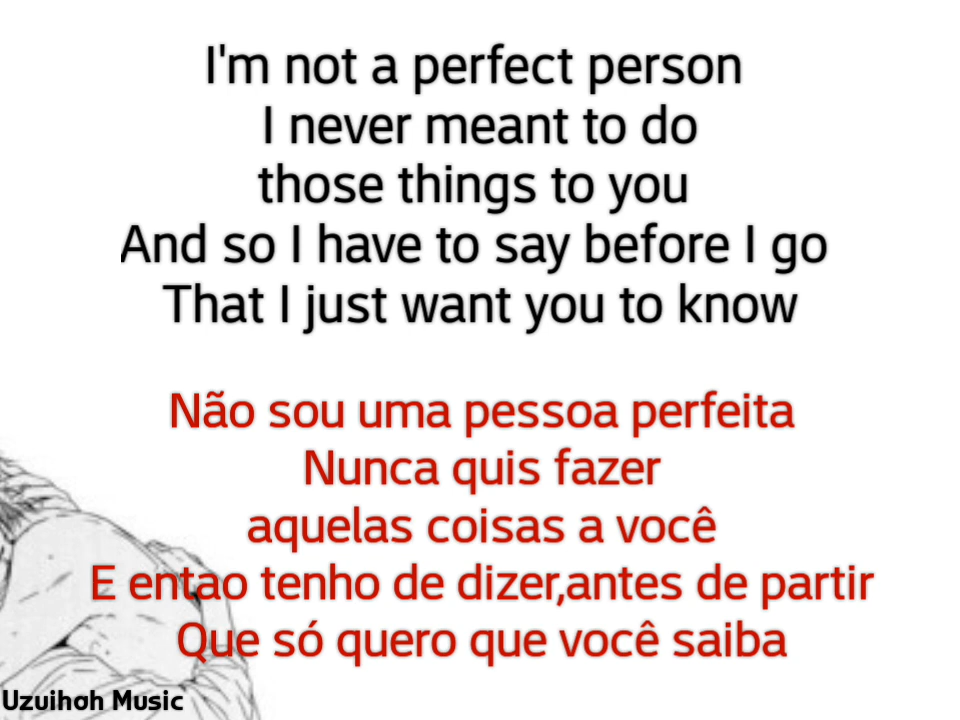 I'm not a perfect person
I never meant to do
those things to you
And so I have to say before I go
That I just want you to know
Não sou uma pessoa perfeita
Nunca quis fazer
aquelas coisas a você
E entao tenho de dizer,antes de partir
Que só quero que você saiba
Uzuihah Music